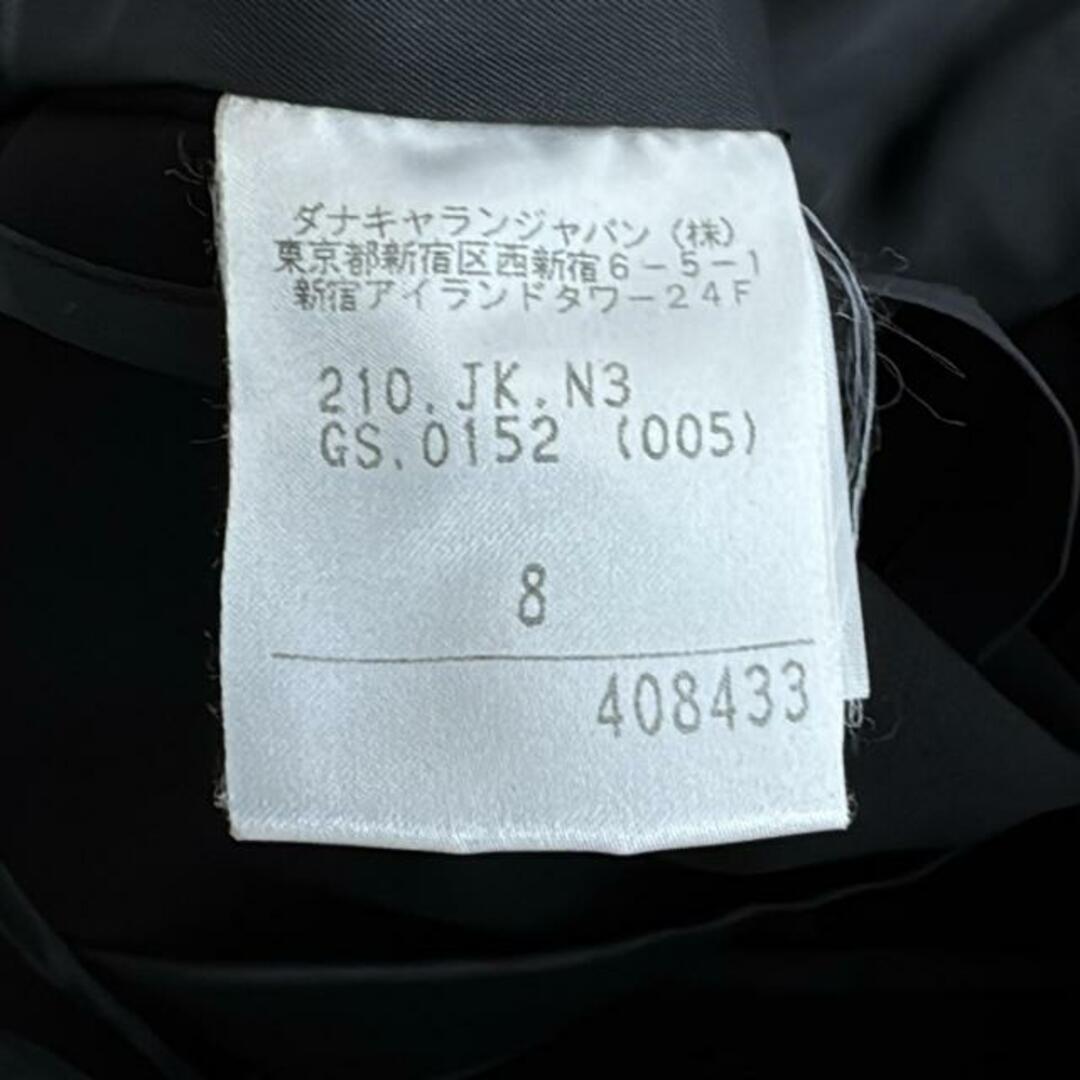 ダナキャランジャパン（株）
東京都新宿区西新宿６－５－１
新宿アイランドタワー２４Ｆ
210.JK.N3
GS.0152 (005)
8
408433